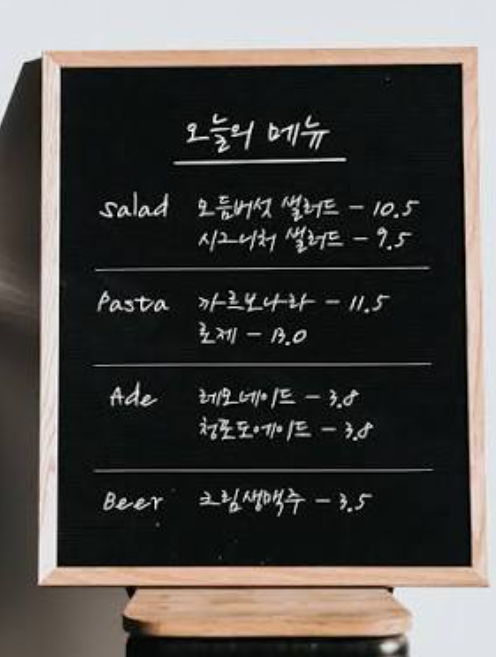 오늘의 메뉴
Salad 모듬버섯 샐러드 - 10.5
시그니처 샐러드 - 9.5
Pasta 까르보나라 - 11.5
로제 - 13.0
Ade 레모네이드 - 3.8
청포도에이드 - 3.8
Beer 크림생맥주 - 3.5